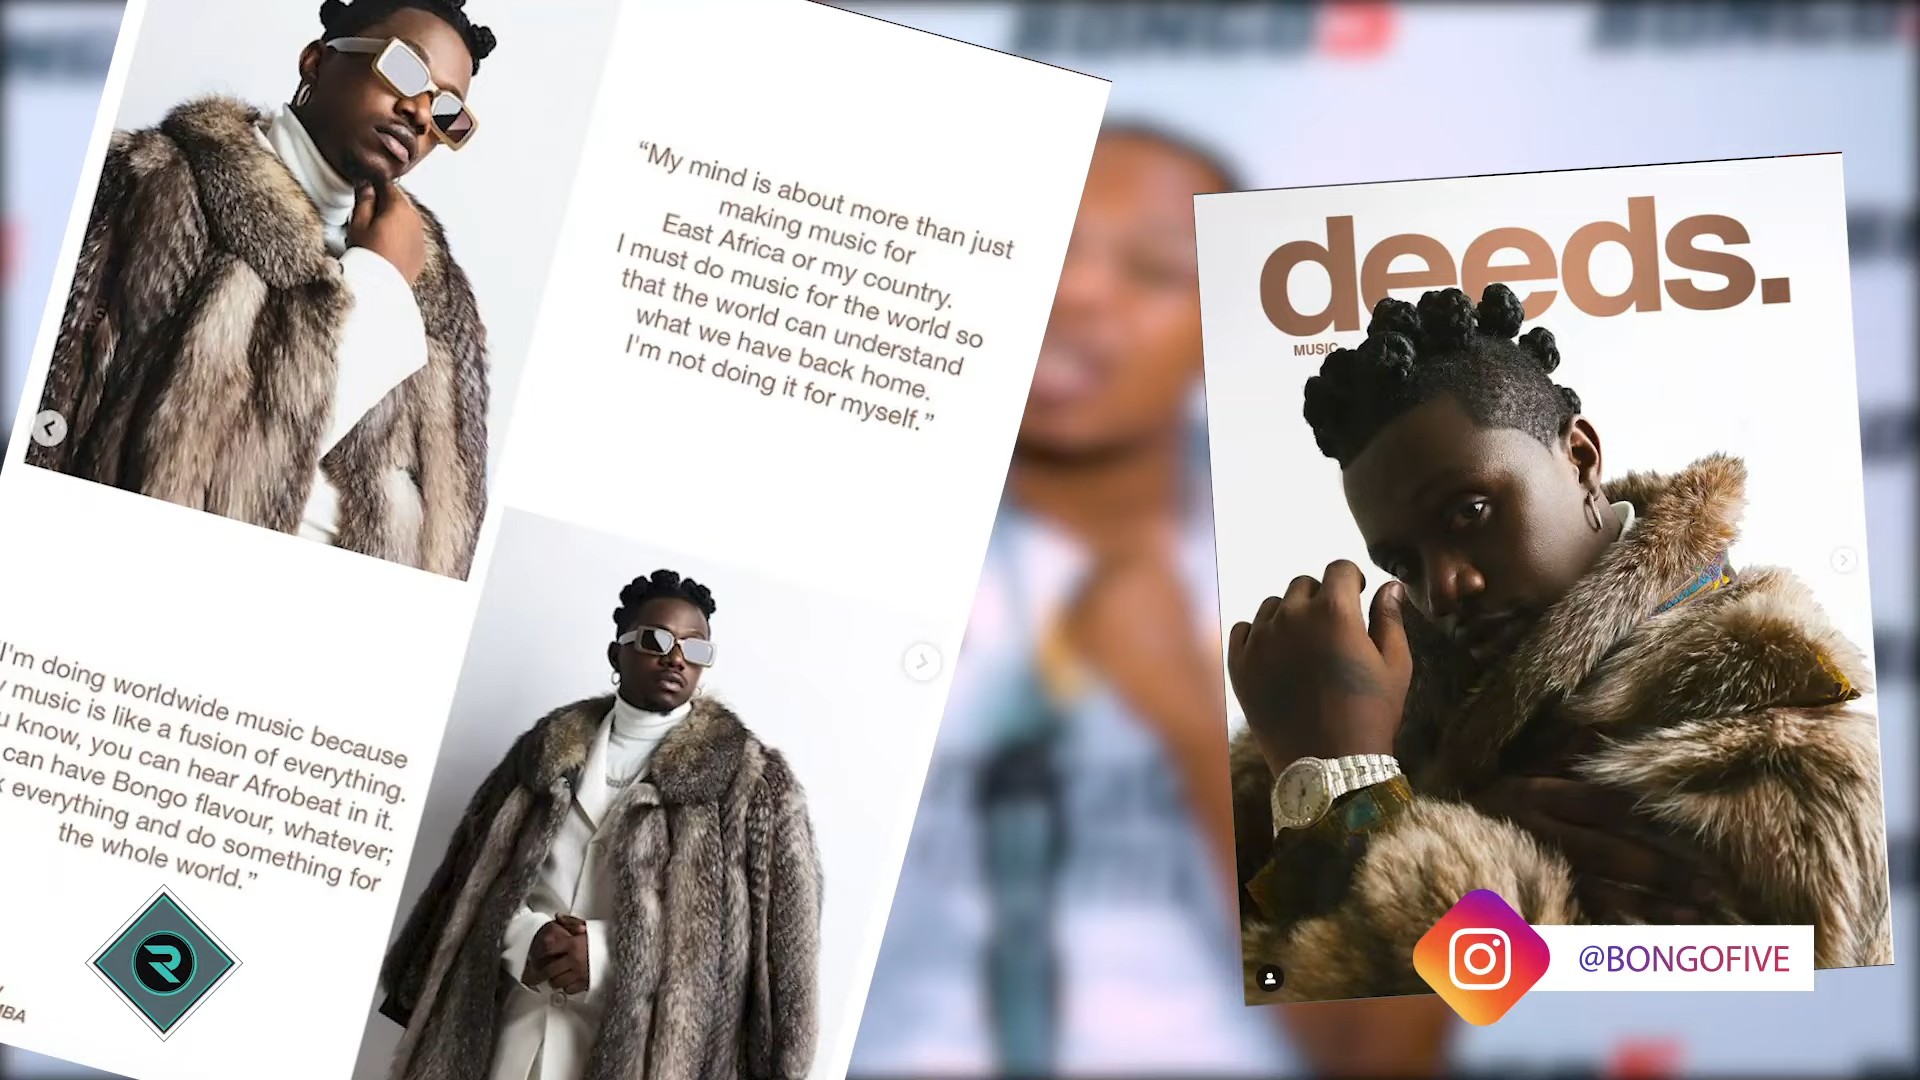 “My mind is about more than just
making music for
East Africa or my country.
I must do music for the world so
that the world can understand
what we have back home.
I'm not doing it for myself.”
I'm doing worldwide music because
music is like a fusion of everything.
know, you can hear Afrobeat in it.
can have Bongo flavour, whatever;
everything and do something for
the whole world.”
deeds.
MUSIC
@BONGOFIVE